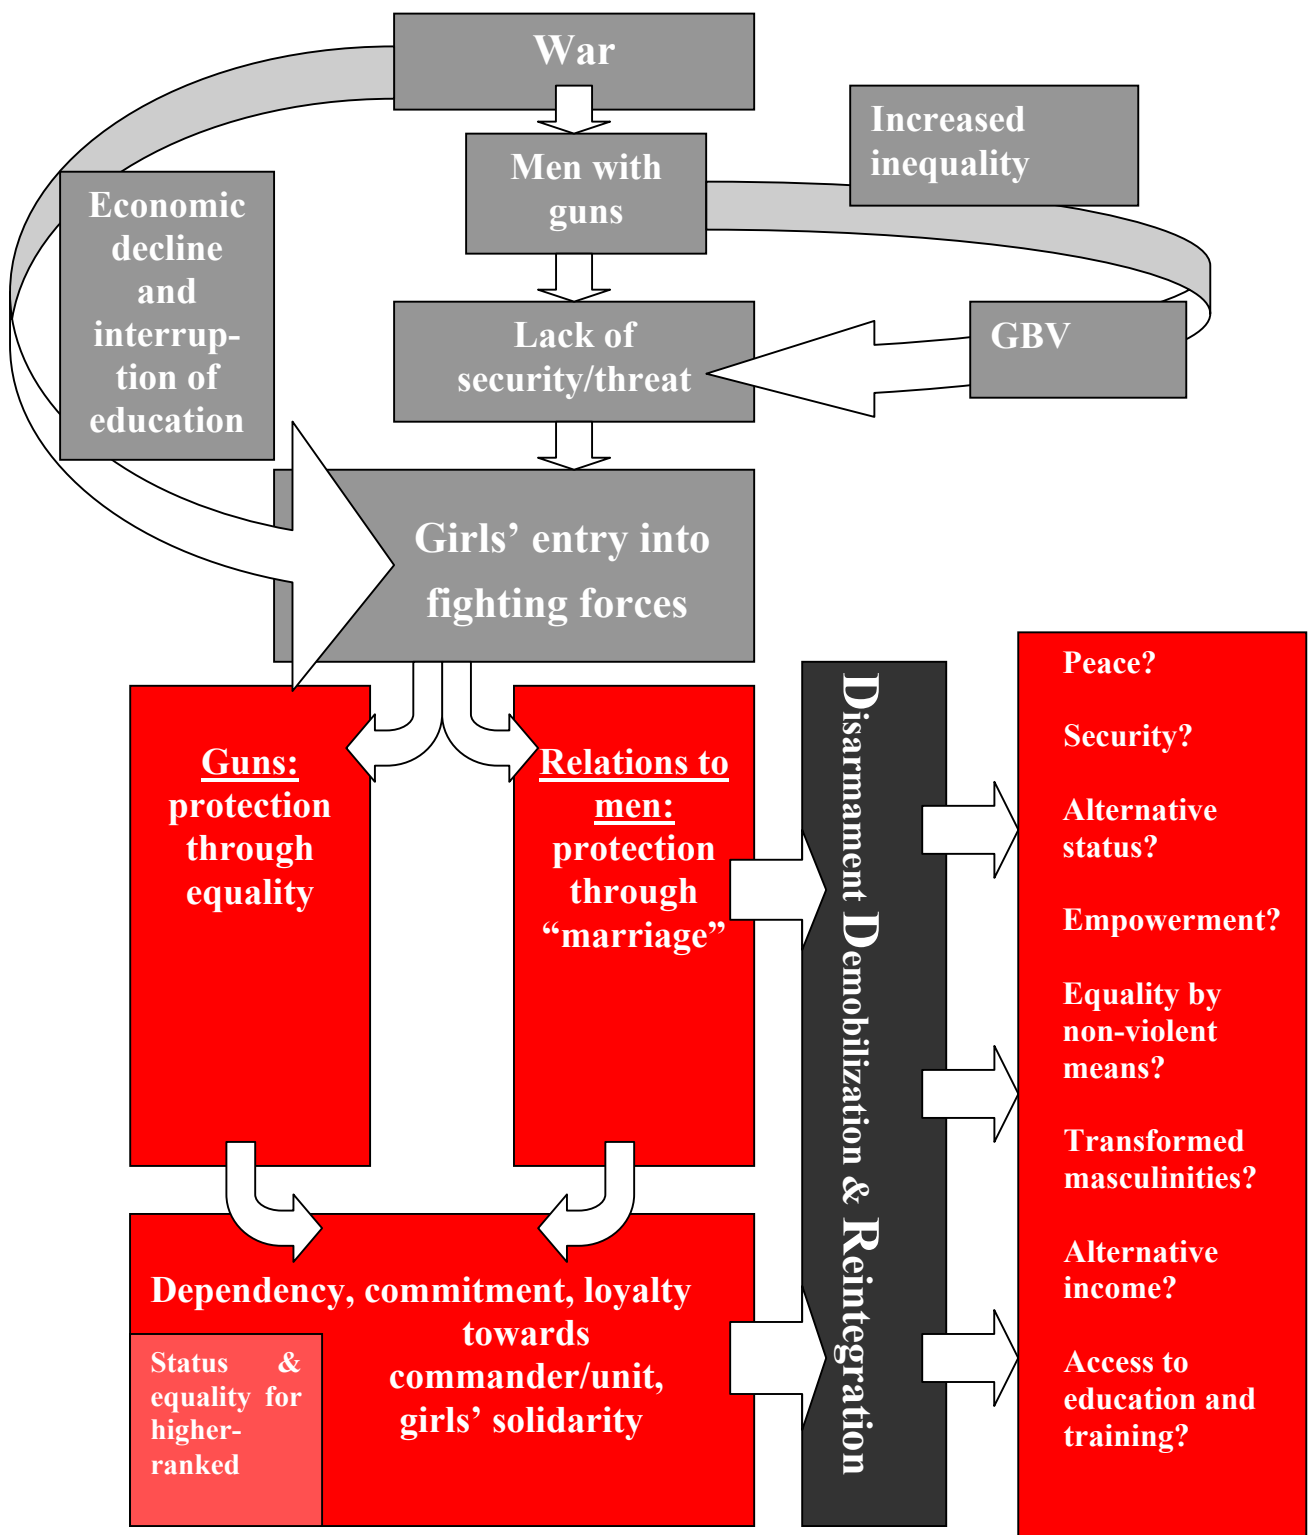 War
Men with
guns
Increased
inequality
Economic
decline
and
interrup-
tion of
education
Lack of
security/threat
GBV
Girls’ entry into
fighting forces
Guns:
protection
through
equality
Relations to
men:
protection
through
“marriage”
Dependency, commitment, loyalty
towards
commander/unit,
girls’ solidarity
Status &
equality for
higher-
ranked
Disarmament Demobilization & Reintegration
Peace?
Security?
Alternative
status?
Empowerment?
Equality by
non-violent
means?
Transformed
masculinities?
Alternative
income?
Access to
education and
training?